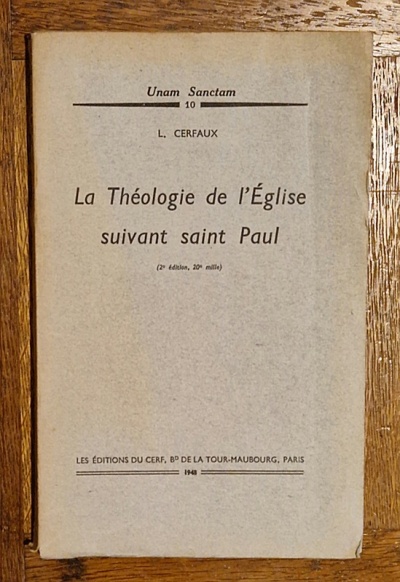 Unam Sanctam
10
L. CERFAUX
La Théologie de l'Église
suivant saint Paul
(2e édition, 20e mille)
LES ÉDITIONS DU CERF, BD DE LA TOUR-MAUBOURG, PARIS
1948